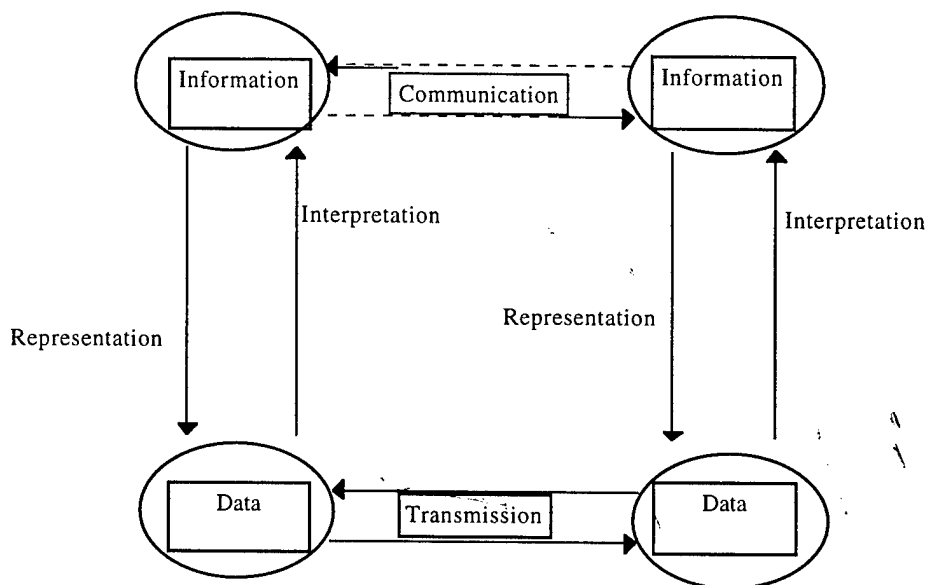 Information
Information
Communication
Interpretation
Interpretation
Representation
Representation
Data
Data
Transmission